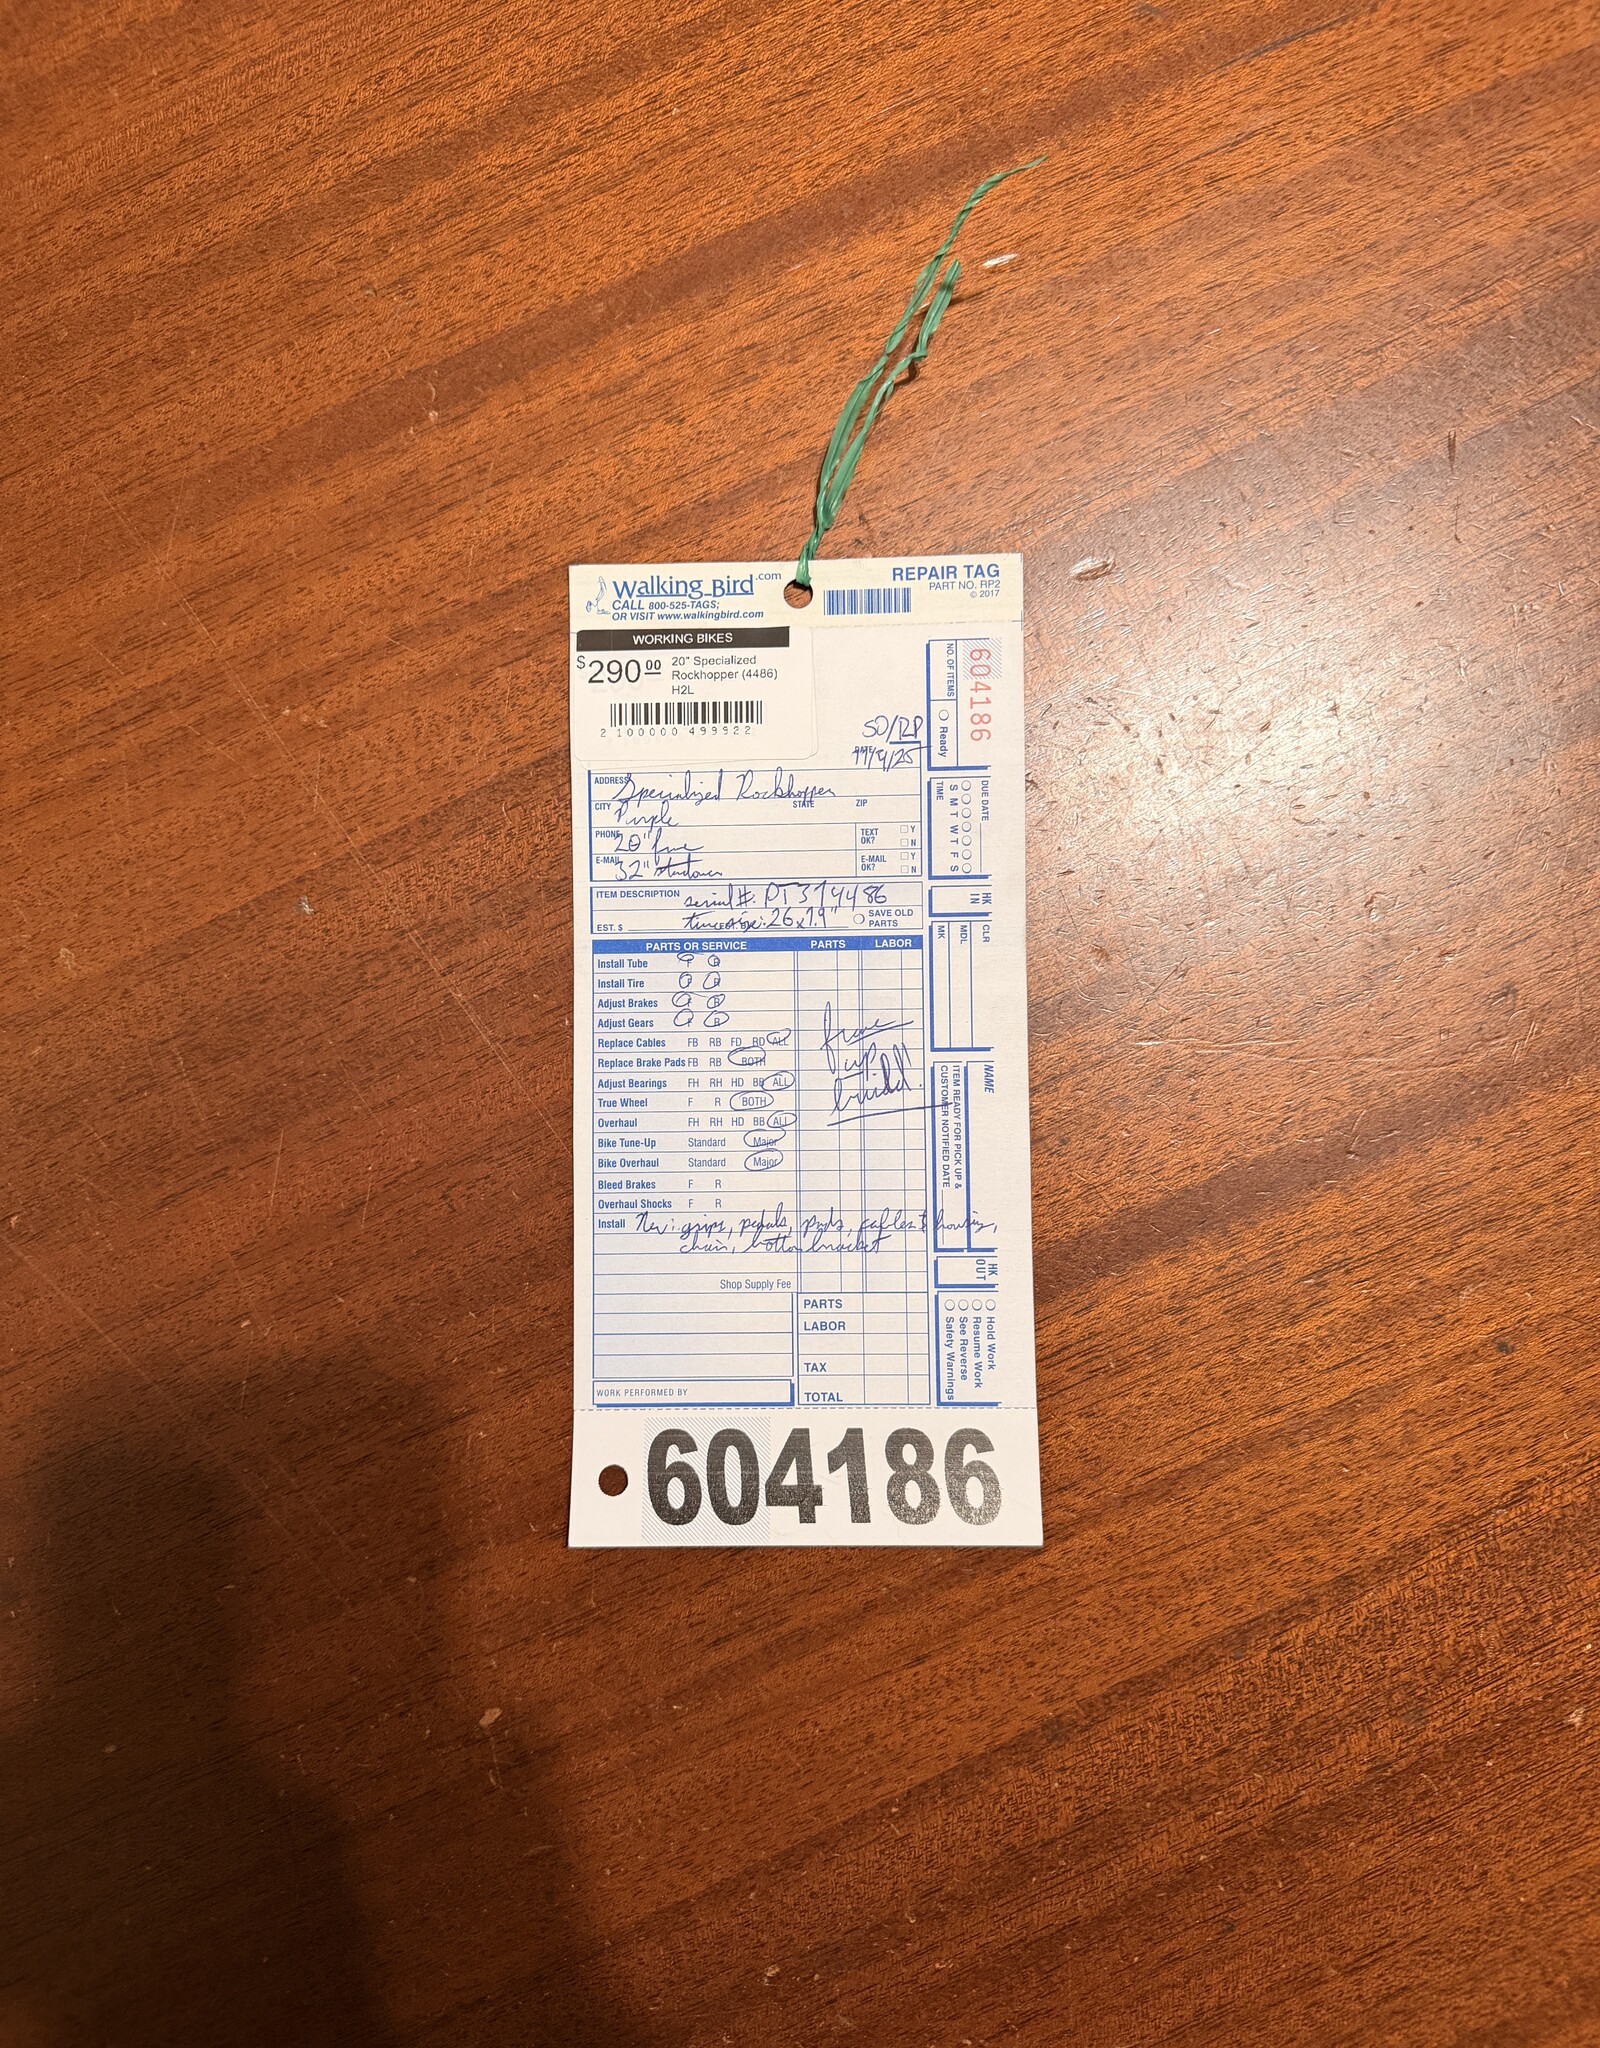 Walking Bird.com
CALL 800-525-TAGS;
OR VISIT www.walkingbird.com
REPAIR TAG
PART NO. RP2
© 2017
WORKING BIKES
$290.00
20" Specialized
Rockhopper (4486)
H2L
2 100000 499922
SO/RP
DATE
ADDRESS Specialized Rockhopper
CITY Purple STATE ZIP
PHONE 20" frame TEXT OK? Y N
E-MAIL 32" standover E-MAIL OK? Y N
ITEM DESCRIPTION serial #:
EST. $ 26x1.9" SAVE OLD PARTS
PARTS OR SERVICE PARTS LABOR
Install Tube F R
Install Tire F R
Adjust Brakes F R
Adjust Gears F R
Replace Cables FB RB FD RD ALL
Replace Brake Pads FB RB BOTH
Adjust Bearings FH RH HD BB ALL
True Wheel F R BOTH
Overhaul FH RH HD BB ALL
Bike Tune-Up Standard Major
Bike Overhaul Standard Major
Bleed Brakes F R
Overhaul Shocks F R
frame
up
build!
Install New: grips, pedals, pads, cables & housing,
chain, bottom bracket
Shop Supply Fee
PARTS
LABOR
TAX
TOTAL
WORK PERFORMED BY
604186
NO. OF ITEMS
Ready
DUE DATE
S M T W T F S
TIME
HK IN
CLR
MDL
MK
NAME
ITEM READY FOR PICK UP &
CUSTOMER NOTIFIED DATE
HK OUT
Hold Work
Resume Work
See Reverse
Safety Warnings
604186